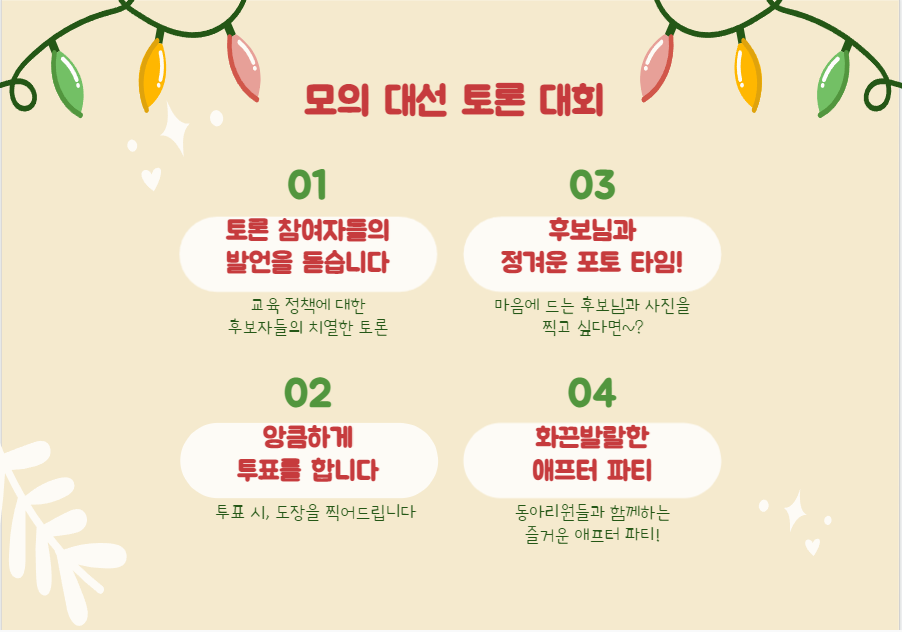 모의 대선 토론 대회
01
토론 참여자들의
발언을 듣습니다
교육 정책에 대한
후보자들의 치열한 토론
02
앙큼하게
투표를 합니다
투표 시, 도장을 찍어드립니다
03
후보님과
정겨운 포토 타임!
마음에 드는 후보님과 사진을
찍고 싶다면~?
04
화끈발랄한
애프터 파티
동아리원들과 함께하는
즐거운 애프터 파티!